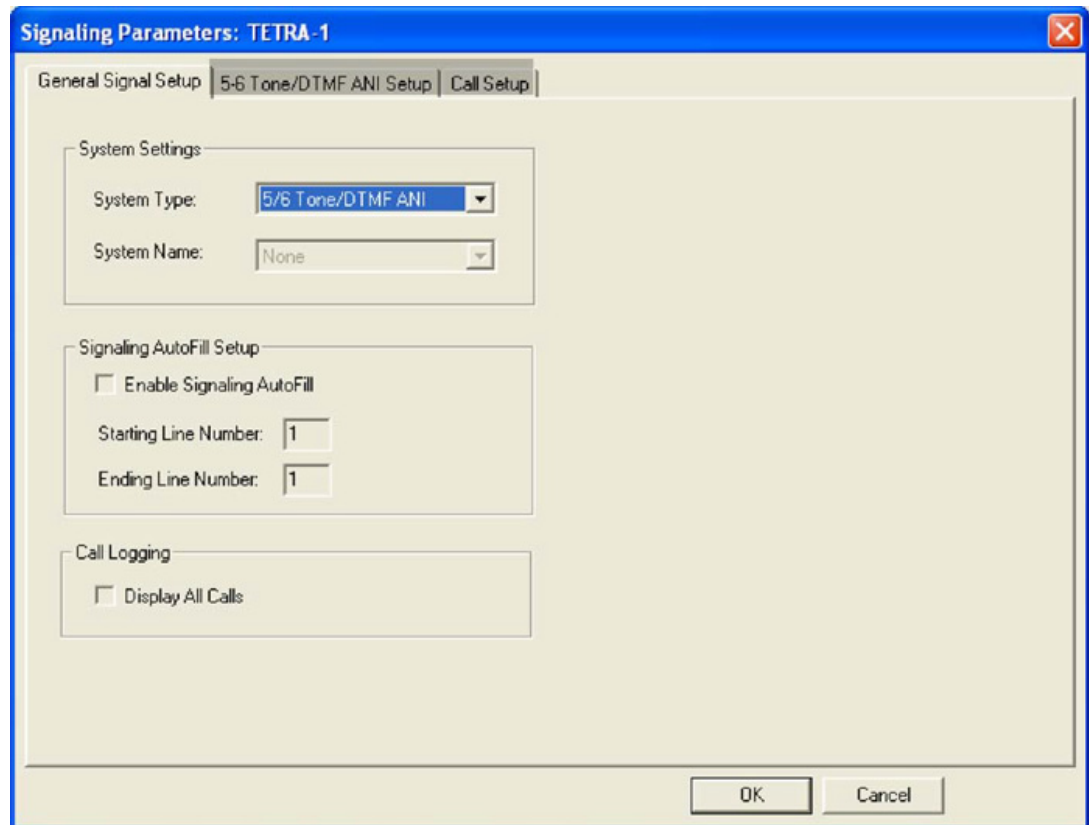 Signaling Parameters: TETRA-1
General Signal Setup 5-6 Tone/DTMF ANI Setup Call Setup
System Settings
System Type: 5/6 Tone/DTMF ANI
System Name: None
Signaling AutoFill Setup
Enable Signaling AutoFill
Starting Line Number: 1
Ending Line Number: 1
Call Logging
Display All Calls
OK Cancel